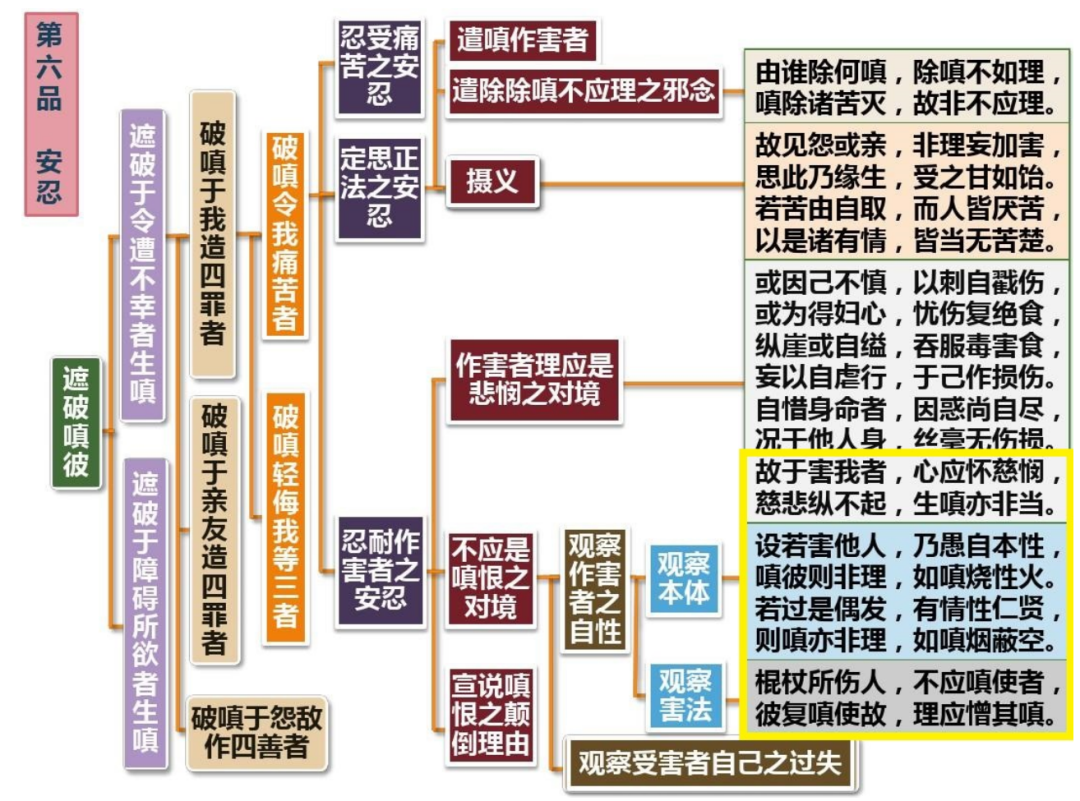 第六品 安忍
遮破嗔彼
遮破于令遭不幸者生嗔
遮破于障碍所欲者生嗔
破嗔于我造四罪者
破嗔于亲友造四罪者
破嗔于怨敌
作四善者
破嗔令我痛苦者
破嗔轻侮我等三者
忍受痛
苦之安
忍
定思正
法之安
忍
忍耐作
害者之
安忍
遣嗔作害者
遣除除嗔不应理之邪念
摄义
作害者理应是
悲悯之对境
不应是
嗔恨之
对境
宣说嗔
恨之颠
倒理由
观察
作害
者之
自性
观察受害者自己之过失
观察
本体
观察
害法
由谁除何嗔，除嗔不如理，
嗔除诸苦灭，故非不应理。
故见怨或亲，非理妄加害，
思此乃缘生，受之甘如饴。
若苦由自取，而人皆厌苦，
以是诸有情，皆当无苦楚。
或因己不慎，以刺自戳伤，
或为得妇心，忧伤复绝食，
纵崖或自缢，吞服毒害食，
妄以自虐行，于己作损伤。
自惜身命者，因惑尚自尽，
况于他人身，丝毫无伤损。
故于害我者，心应怀慈悯，
慈悲纵不起，生嗔亦非当。
设若害他人，乃愚自本性，
嗔彼则非理，如嗔烧性火。
若过是偶发，有情性仁贤，
则嗔亦非理，如嗔烟蔽空。
棍杖所伤人，不应嗔使者，
彼复嗔使故，理应憎其嗔。